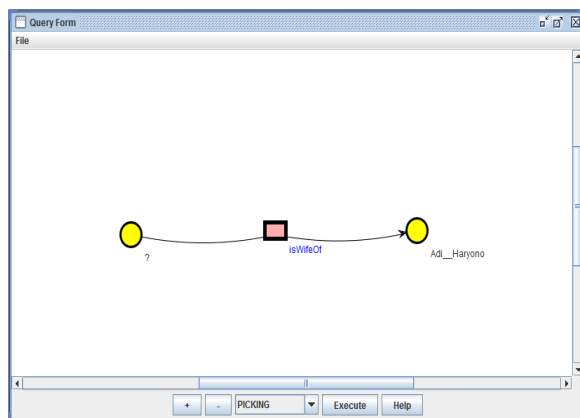 Query Form
File
?
isWifeOf
Adi__Haryono
+ - PICKING Execute Help